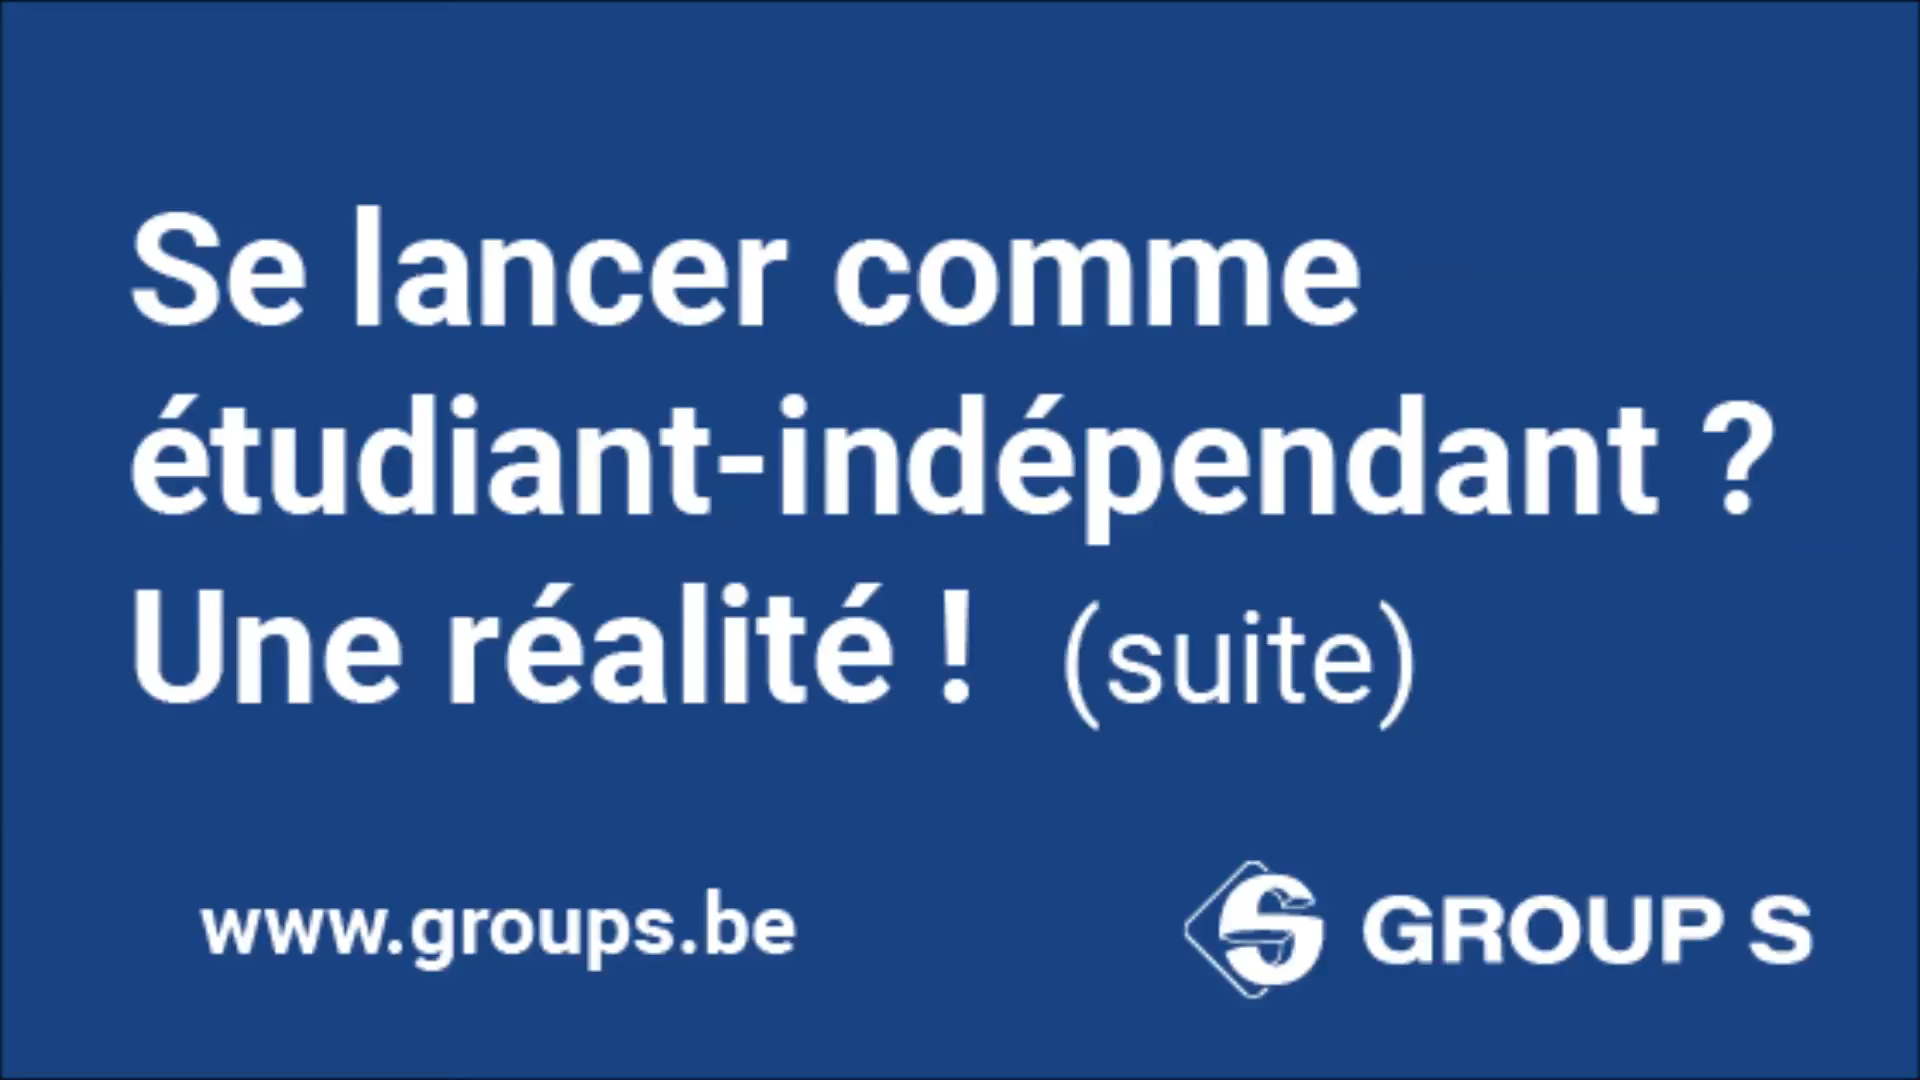 Se lancer comme
étudiant-indépendant ?
Une réalité ! (suite)
www.groups.be
GROUP S